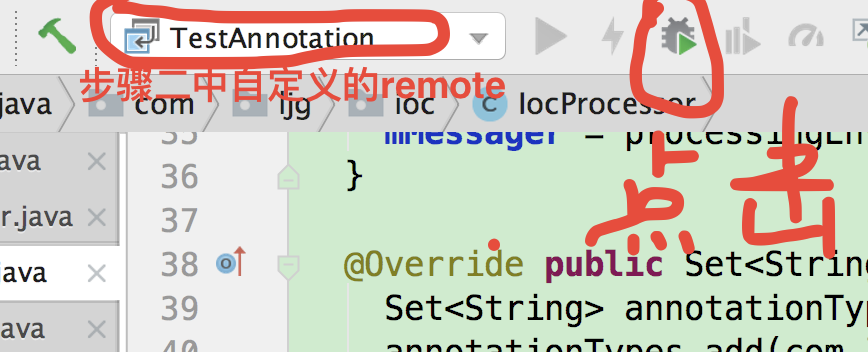 TestAnnotation
步骤二中自定义的remote
java com ljg ioc C IocProcessor
35 mMessager = processingEn
ava 36 }
r.java 37
点击
java 38 @Override public Set<String
39 Set<String> annotationTyp
ava 40 annotationTypes.add(com.